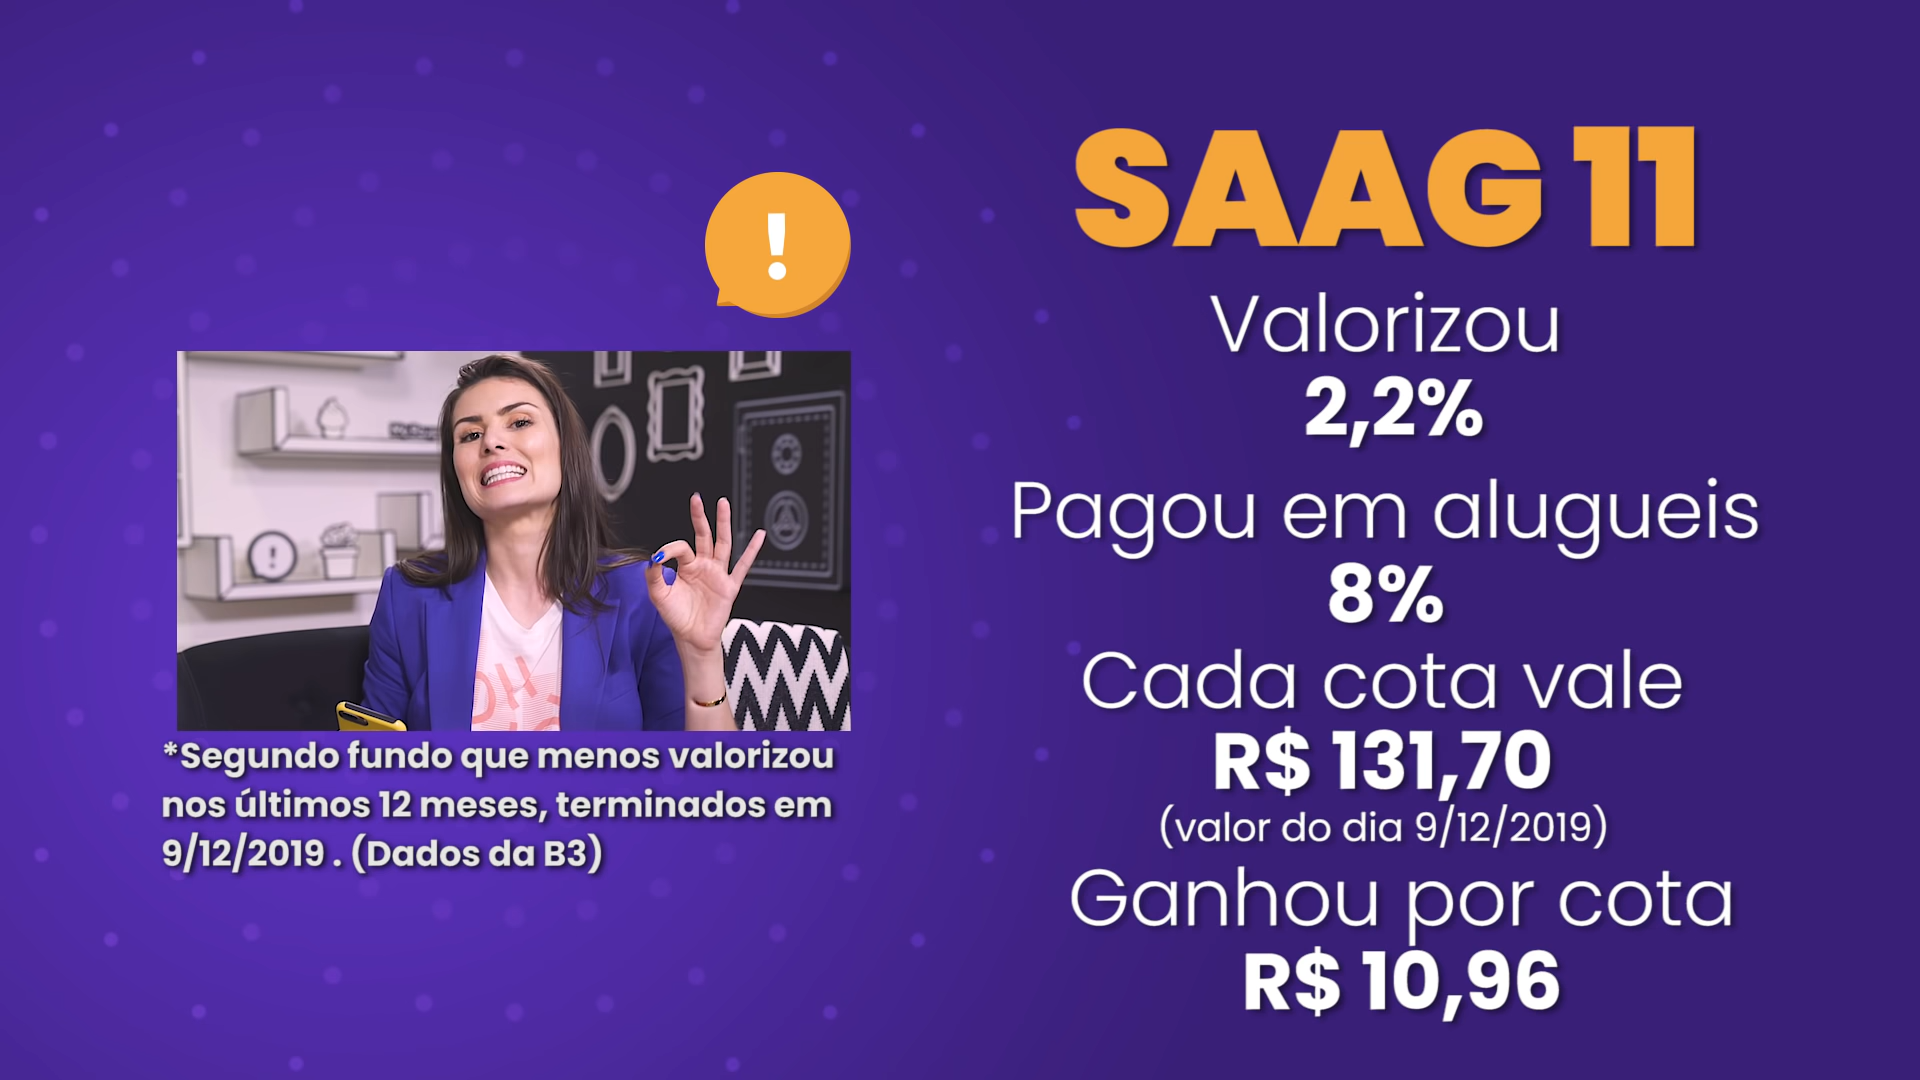 !
*Segundo fundo que menos valorizou
nos últimos 12 meses, terminados em
9/12/2019 . (Dados da B3)
SAAG 11
Valorizou
2,2%
Pagou em alugueis
8%
Cada cota vale
R$ 131,70
(valor do dia 9/12/2019)
Ganhou por cota
R$ 10,96